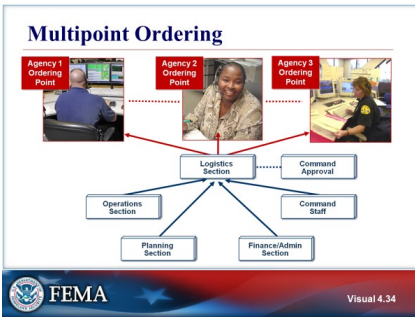 Multipoint Ordering
Agency 1
Ordering
Point
Agency 2
Ordering
Point
Agency 3
Ordering
Point
Logistics
Section
Command
Approval
Operations
Section
Command
Staff
Planning
Section
Finance/Admin
Section
FEMA
Visual 4.34